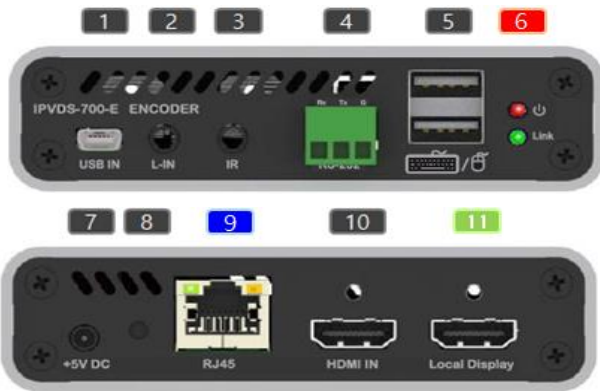 1 2 3 4 5 6
Rx Tx G
IPVDS-700-E ENCODER
Link
USB IN L-IN IR RS-232 /
7 8 9 10 11
+5V DC RJ45 HDMI IN Local Display